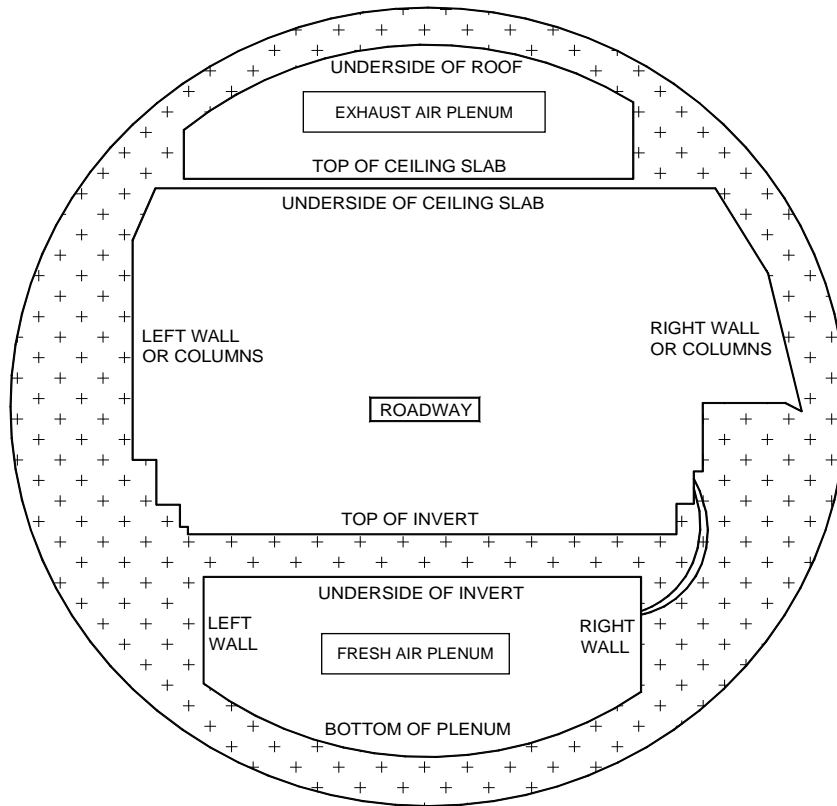 UNDERSIDE OF ROOF
EXHAUST AIR PLENUM
TOP OF CEILING SLAB
UNDERSIDE OF CEILING SLAB
LEFT WALL
OR COLUMNS
RIGHT WALL
OR COLUMNS
ROADWAY
TOP OF INVERT
UNDERSIDE OF INVERT
LEFT
WALL
RIGHT
WALL
FRESH AIR PLENUM
BOTTOM OF PLENUM